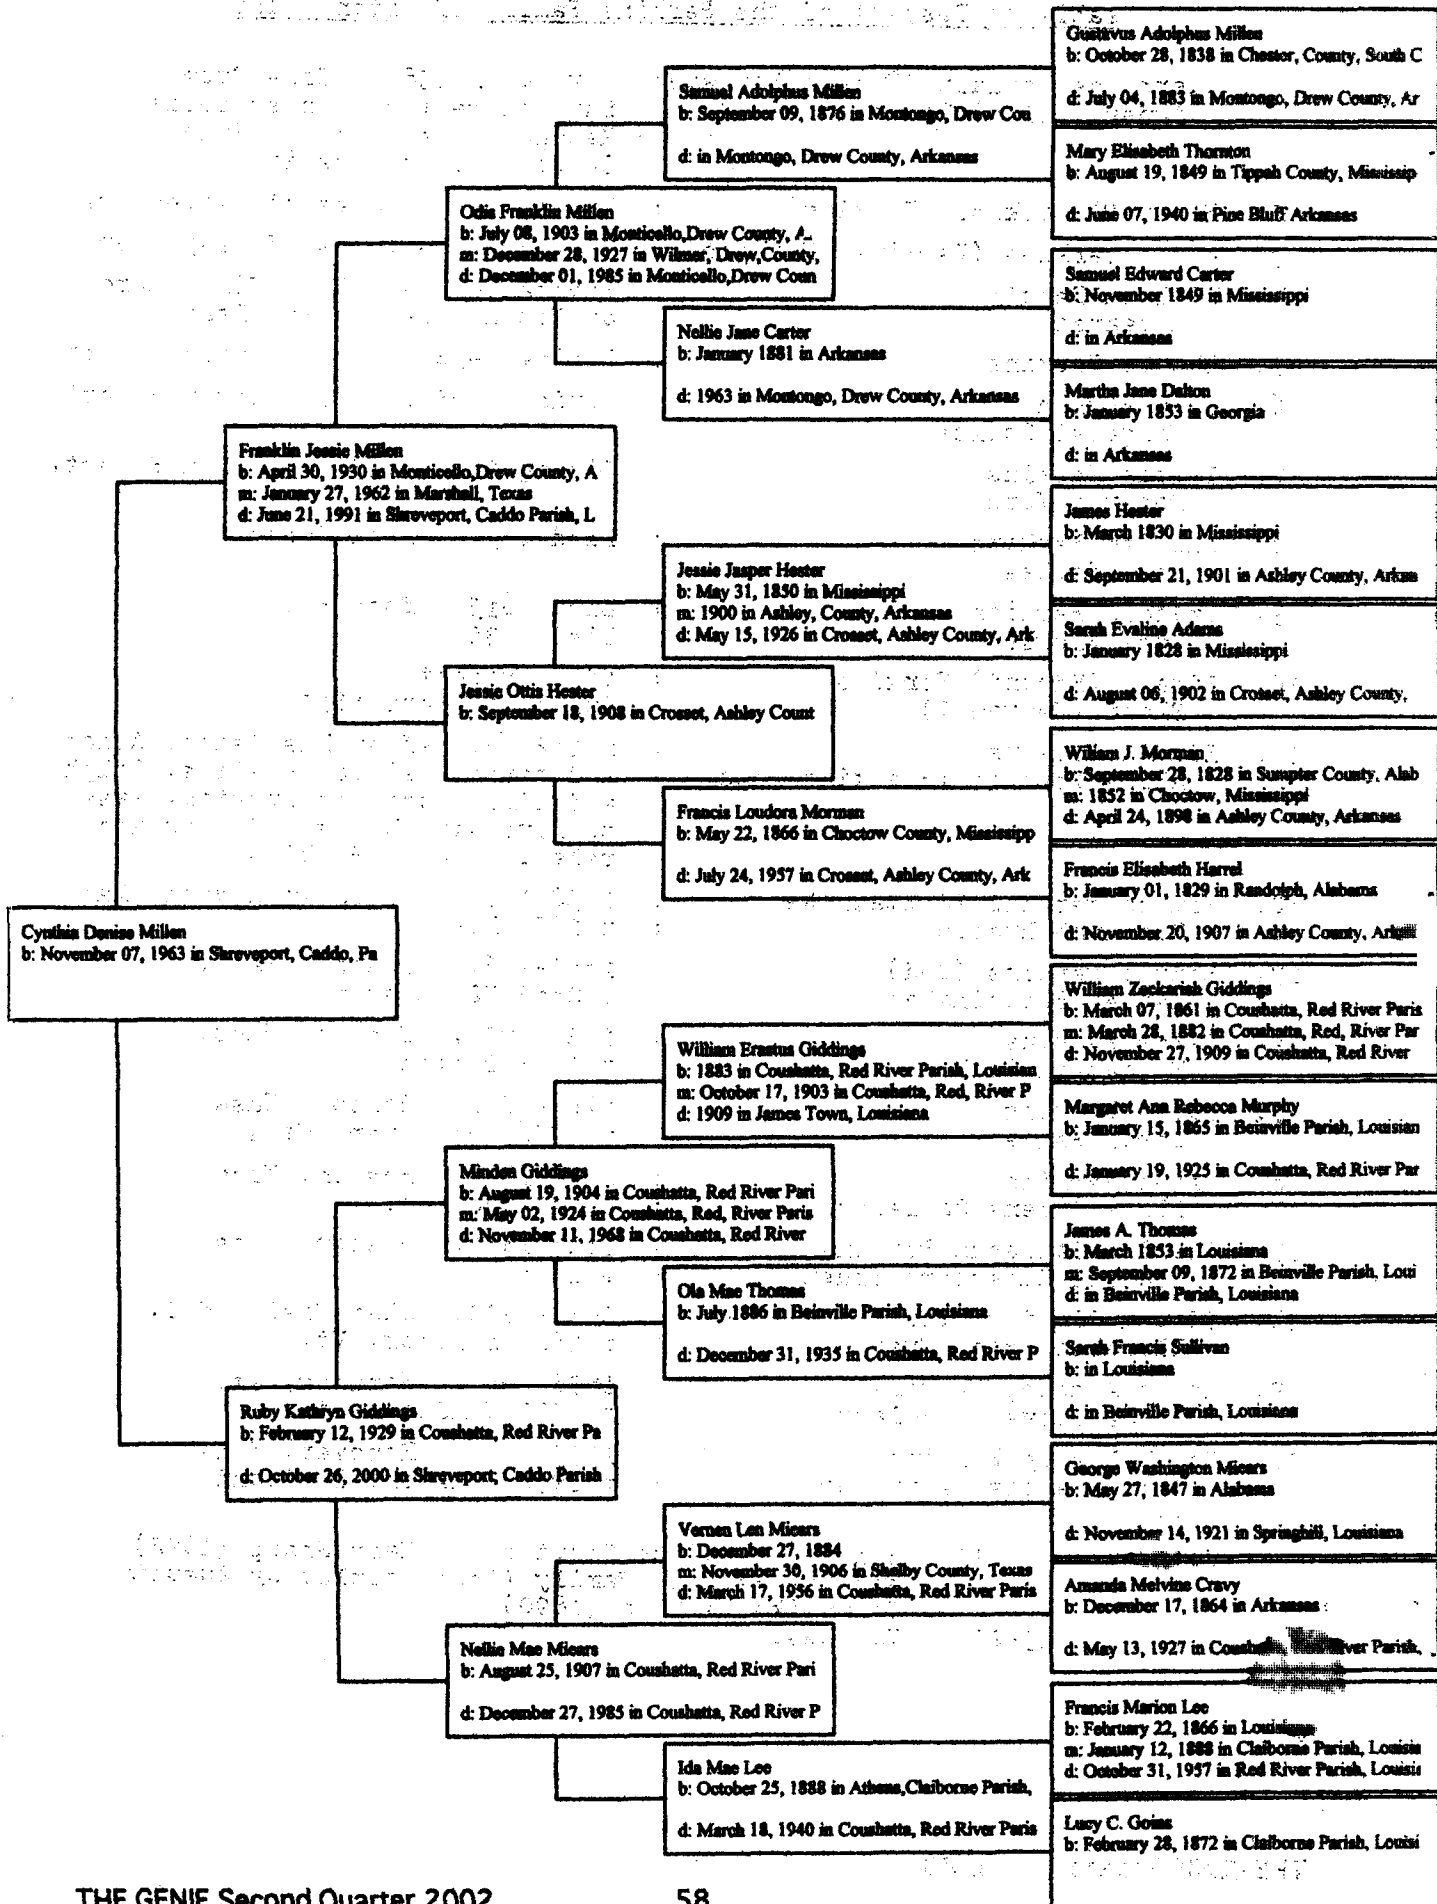 Gustavus Adolphus Millen
b: October 28, 1838 in Chester, County, South C
d: July 04, 1883 in Montongo, Drew County, Ar
Samuel Adolphus Millen
b: September 09, 1876 in Montongo, Drew Cou
d: in Montongo, Drew County, Arkansas
Mary Elisabeth Thornton
b: August 19, 1849 in Tippah County, Mississip
d: June 07, 1940 in Pine Bluff Arkansas
Odis Franklin Millen
b: July 08, 1903 in Monticello,Drew County, A
m: December 28, 1927 in Wilmer, Drew,County,
d: December 01, 1985 in Monticello,Drew Coun
Samuel Edward Carter
b: November 1849 in Mississippi
d: in Arkansas
Nellie Jane Carter
b: January 1881 in Arkansas
d: 1963 in Montongo, Drew County, Arkansas
Martha Jane Dalton
b: January 1853 in Georgia
d: in Arkansas
Franklin Jessie Millen
b: April 30, 1930 in Monticello,Drew County, A
m: January 27, 1962 in Marshall, Texas
d: June 21, 1991 in Shreveport, Caddo Parish, L
James Hester
b: March 1830 in Mississippi
d: September 21, 1901 in Ashley County, Arkan
Jessie Jasper Hester
b: May 31, 1850 in Mississippi
m: 1900 in Ashley, County, Arkansas
d: May 15, 1926 in Crosset, Ashley County, Ark
Sarah Evaline Adams
b: January 1828 in Mississippi
d: August 06, 1902 in Crosset, Ashley County,
Jessie Ottis Hester
b: September 18, 1908 in Crosset, Ashley Count
William J. Morman
b: September 28, 1828 in Sumpter County, Alab
m: 1852 in Choctow, Mississippi
d: April 24, 1898 in Ashley County, Arkansas
Francis Loudora Morman
b: May 22, 1866 in Choctow County, Mississipp
d: July 24, 1957 in Crosset, Ashley County, Ark
Francis Elisabeth Harrel
b: January 01, 1829 in Randolph, Alabama
d: November 20, 1907 in Ashley County,
Cynthia Denise Millen
b: November 07, 1963 in Shreveport, Caddo, Pa
William Zeckariah Giddings
b: March 07, 1861 in Coushatta, Red River Paris
m: March 28, 1882 in Coushatta, Red, River Par
d: November 27, 1909 in Coushatta, Red River
William Erastus Giddings
b: 1883 in Coushatta, Red River Parish, Louisian
m: October 17, 1903 in Coushatta, Red, River P
d: 1909 in James Town, Louisiana
Margaret Ann Rebecca Murphy
b: January 15, 1865 in Beinville Parish, Louisian
d: January 19, 1925 in Coushatta, Red River Par
Minden Giddings
b: August 19, 1904 in Coushatta, Red River Pari
m: May 02, 1924 in Coushatta, Red, River Paris
d: November 11, 1968 in Coushatta, Red River
James A. Thomas
b: March 1853 in Louisiana
m: September 09, 1872 in Beinville Parish, Loui
d: in Beinville Parish, Louisiana
Ola Mae Thomas
b: July 1886 in Beinville Parish, Louisiana
d: December 31, 1935 in Coushatta, Red River P
Sarah Francis Sullivan
b: in Louisiana
d: in Beinville Parish, Louisiana
Ruby Kathryn Giddings
b: February 12, 1929 in Coushatta, Red River Pa
d: October 26, 2000 in Shreveport, Caddo Parish
George Washington Miears
b: May 27, 1847 in Alabama
d: November 14, 1921 in Springhill, Louisiana
Vernen Len Miears
b: December 27, 1884
m: November 30, 1906 in Shelby County, Texas
d: March 17, 1956 in Coushatta, Red River Paris
Amanda Melvine Cravy
b: December 17, 1864 in Arkansas
d: May 13, 1927 in Parish,
Nellie Mae Miears
b: August 25, 1907 in Coushatta, Red River Pari
d: December 27, 1985 in Coushatta, Red River P
Francis Marion Lee
b: February 22, 1866 in Louisiana
m: January 12, 1888 in Claiborne Parish, Louisia
d: October 31, 1957 in Red River Parish, Louisia
Ida Mae Lee
b: October 25, 1888 in Athens,Claiborne Parish,
d: March 18, 1940 in Coushatta, Red River Paris
Lucy C. Goins
b: February 28, 1872 in Claiborne Parish, Louisi
THE GENIE Second Quarter 2002 58